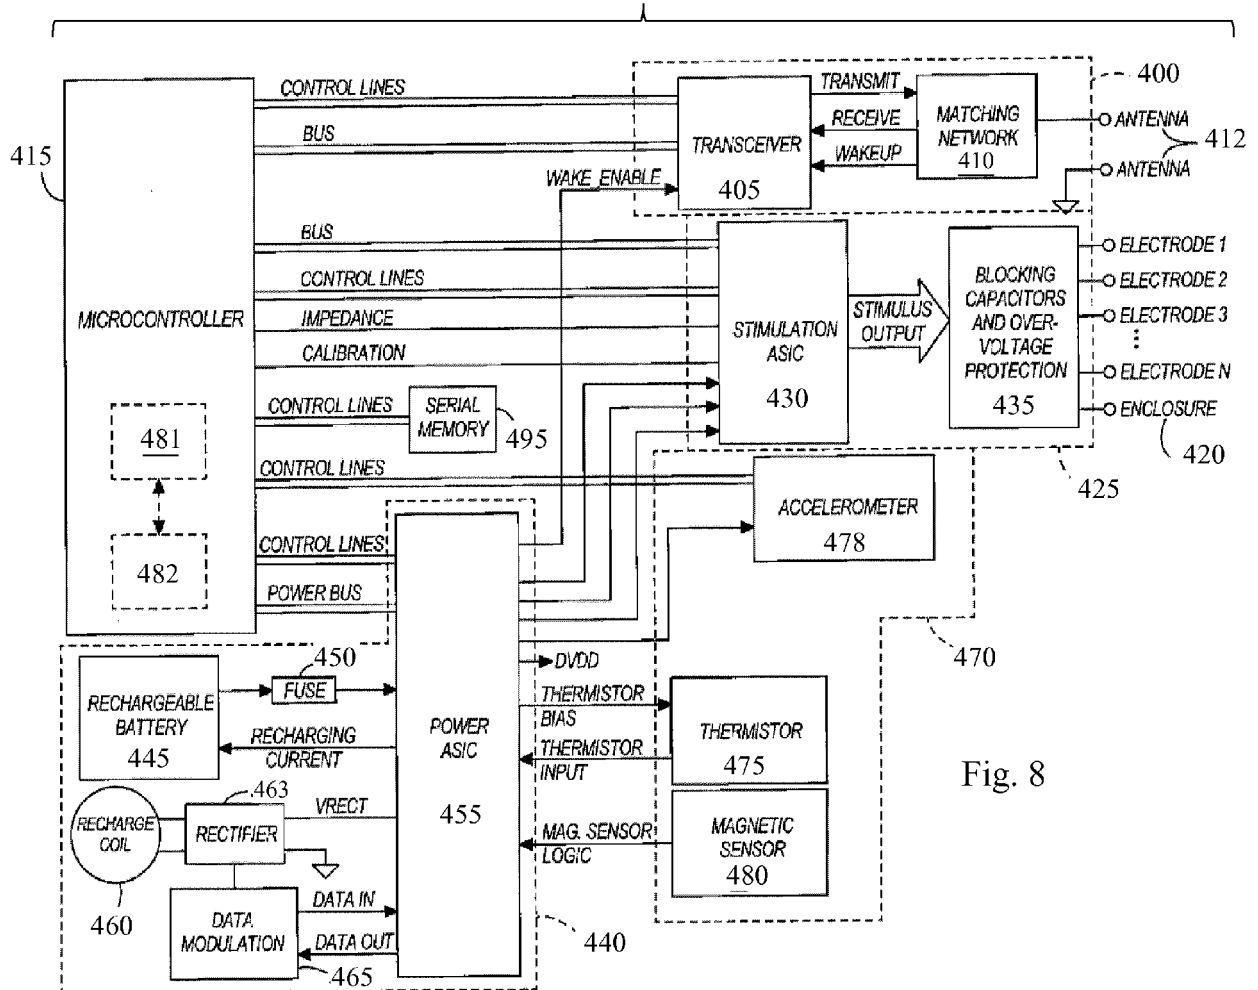 CONTROL LINES
BUS
415
MICROCONTROLLER
TRANSCEIVER
405
TRANSMIT
RECEIVE
WAKEUP
WAKE_ENABLE
MATCHING
NETWORK
410
400
ANTENNA
412
ANTENNA
BUS
CONTROL LINES
IMPEDANCE
CALIBRATION
STIMULATION
ASIC
430
STIMULUS
OUTPUT
BLOCKING
CAPACITORS
AND OVER-
VOLTAGE
PROTECTION
435
ELECTRODE 1
ELECTRODE 2
ELECTRODE 3
ELECTRODE N
ENCLOSURE
420
425
CONTROL LINES
SERIAL
MEMORY
495
481
482
CONTROL LINES
ACCELEROMETER
478
CONTROL LINES
POWER BUS
470
RECHARGEABLE
BATTERY
445
450
FUSE
RECHARGING
CURRENT
POWER
ASIC
455
DVDD
THERMISTOR
BIAS
THERMISTOR
INPUT
THERMISTOR
475
Fig. 8
RECHARGE
COIL
460
463
RECTIFIER
VRECT
MAG. SENSOR
LOGIC
MAGNETIC
SENSOR
480
DATA
MODULATION
465
DATA IN
DATA OUT
440